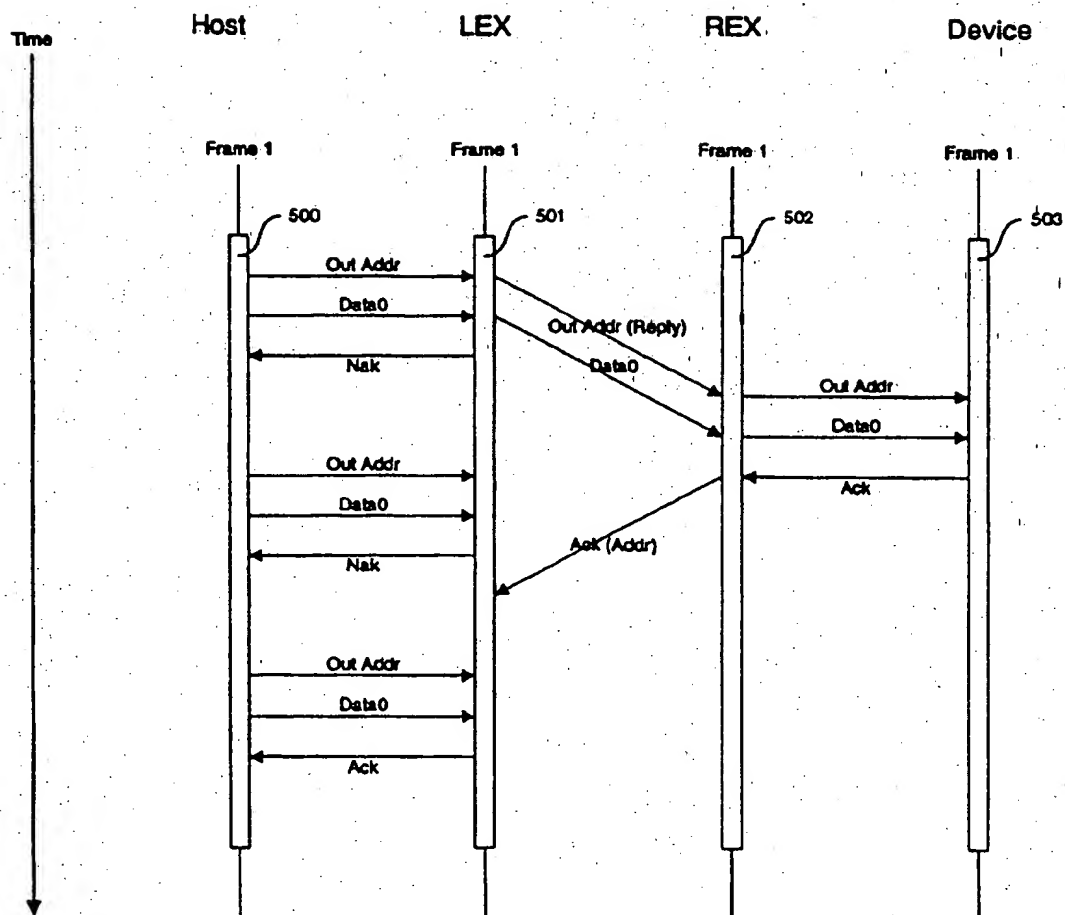 Time
Host LEX REX Device
Frame 1 Frame 1 Frame 1 Frame 1
500 501 502 503
Out Addr
Data0
Out Addr (Reply)
Nak
Data0
Out Addr
Data0
Out Addr
Ack
Data0
Ack (Addr)
Nak
Out Addr
Data0
Ack